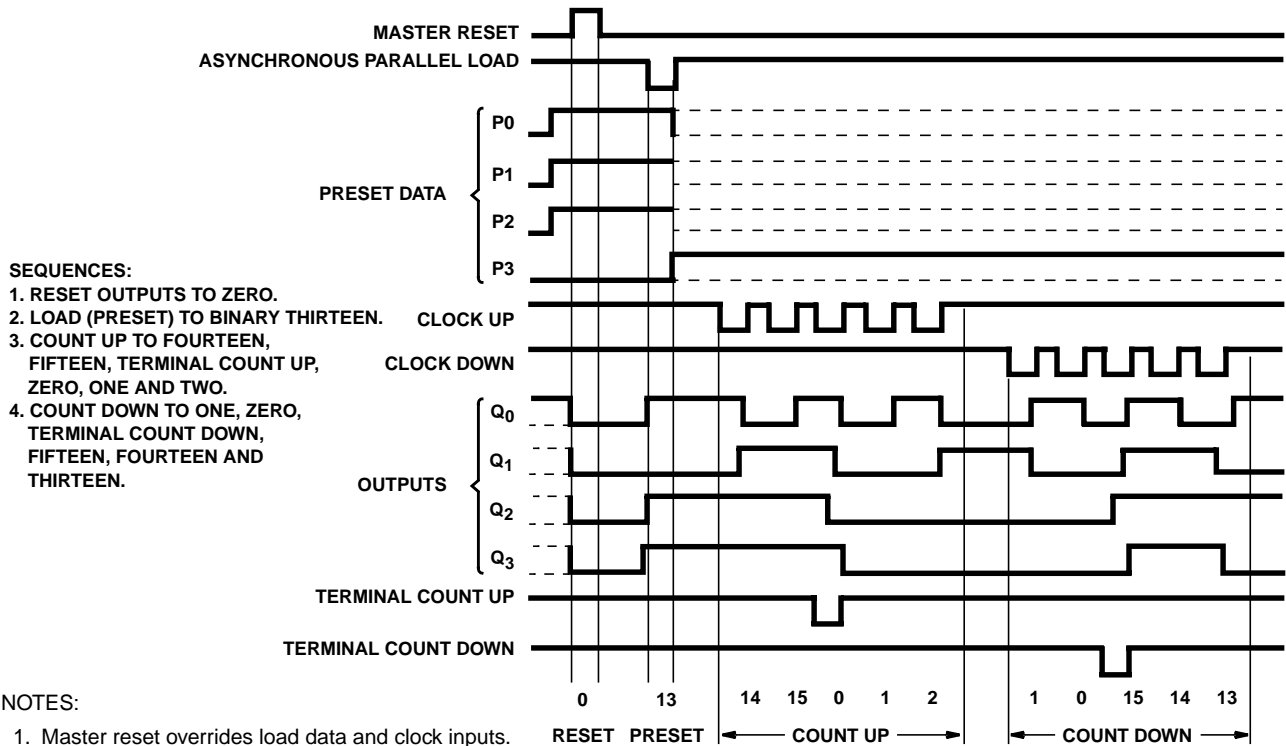 MASTER RESET
ASYNCHRONOUS PARALLEL LOAD
P0
P1
PRESET DATA
P2
P3
SEQUENCES:
1. RESET OUTPUTS TO ZERO.
2. LOAD (PRESET) TO BINARY THIRTEEN.
3. COUNT UP TO FOURTEEN,
FIFTEEN, TERMINAL COUNT UP,
ZERO, ONE AND TWO.
4. COUNT DOWN TO ONE, ZERO,
TERMINAL COUNT DOWN,
FIFTEEN, FOURTEEN AND
THIRTEEN.
CLOCK UP
CLOCK DOWN
Q0
Q1
OUTPUTS
Q2
Q3
TERMINAL COUNT UP
TERMINAL COUNT DOWN
0 13 14 15 0 1 2 1 0 15 14 13
RESET PRESET COUNT UP COUNT DOWN
NOTES:
1. Master reset overrides load data and clock inputs.